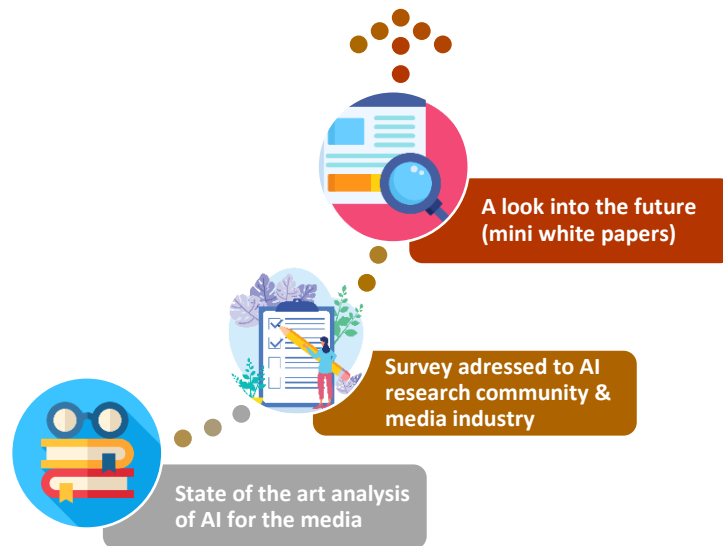 A look into the future
(mini white papers)
Survey adressed to AI
research community &
media industry
State of the art analysis
of AI for the media